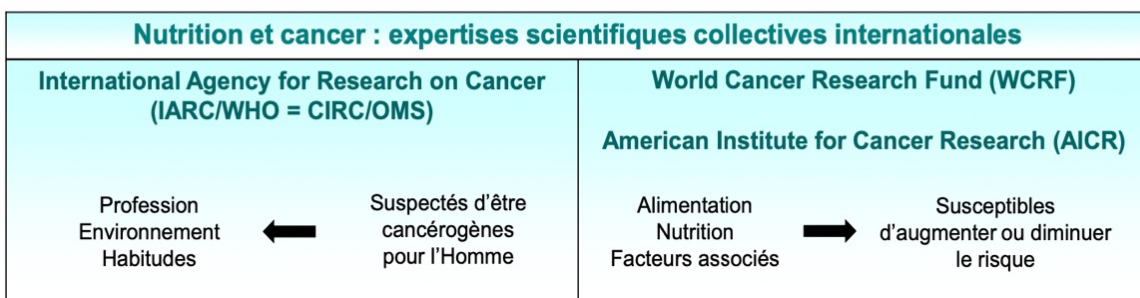 Nutrition et cancer : expertises scientifiques collectives internationales
International Agency for Research on Cancer
(IARC/WHO = CIRC/OMS)
Profession
Environnement
Habitudes
Suspectés d’être
cancérogènes
pour l’Homme
World Cancer Research Fund (WCRF)
American Institute for Cancer Research (AICR)
Alimentation
Nutrition
Facteurs associés
Susceptibles
d’augmenter ou diminuer
le risque